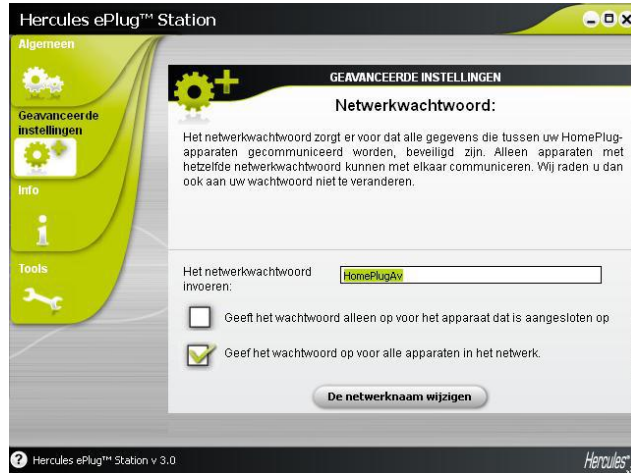 Hercules ePlug™ Station
Algemeen
Geavanceerde
instellingen
Info
Tools
GEAVANCEERDE INSTELLINGEN
Netwerkwachtwoord:
Het netwerkwachtwoord zorgt er voor dat alle gegevens die tussen uw HomePlug-
apparaten gecommuniceerd worden, beveiligd zijn. Alleen apparaten met
hetzelfde netwerkwachtwoord kunnen met elkaar communiceren. Wij raden u dan
ook aan uw wachtwoord niet te veranderen.
Het netwerkwachtwoord
invoeren:
HomePlugAv
Geeft het wachtwoord alleen op voor het apparaat dat is aangesloten op
Geef het wachtwoord op voor alle apparaten in het netwerk.
De netwerknaam wijzigen
? Hercules ePlug™ Station v 3.0
Hercules